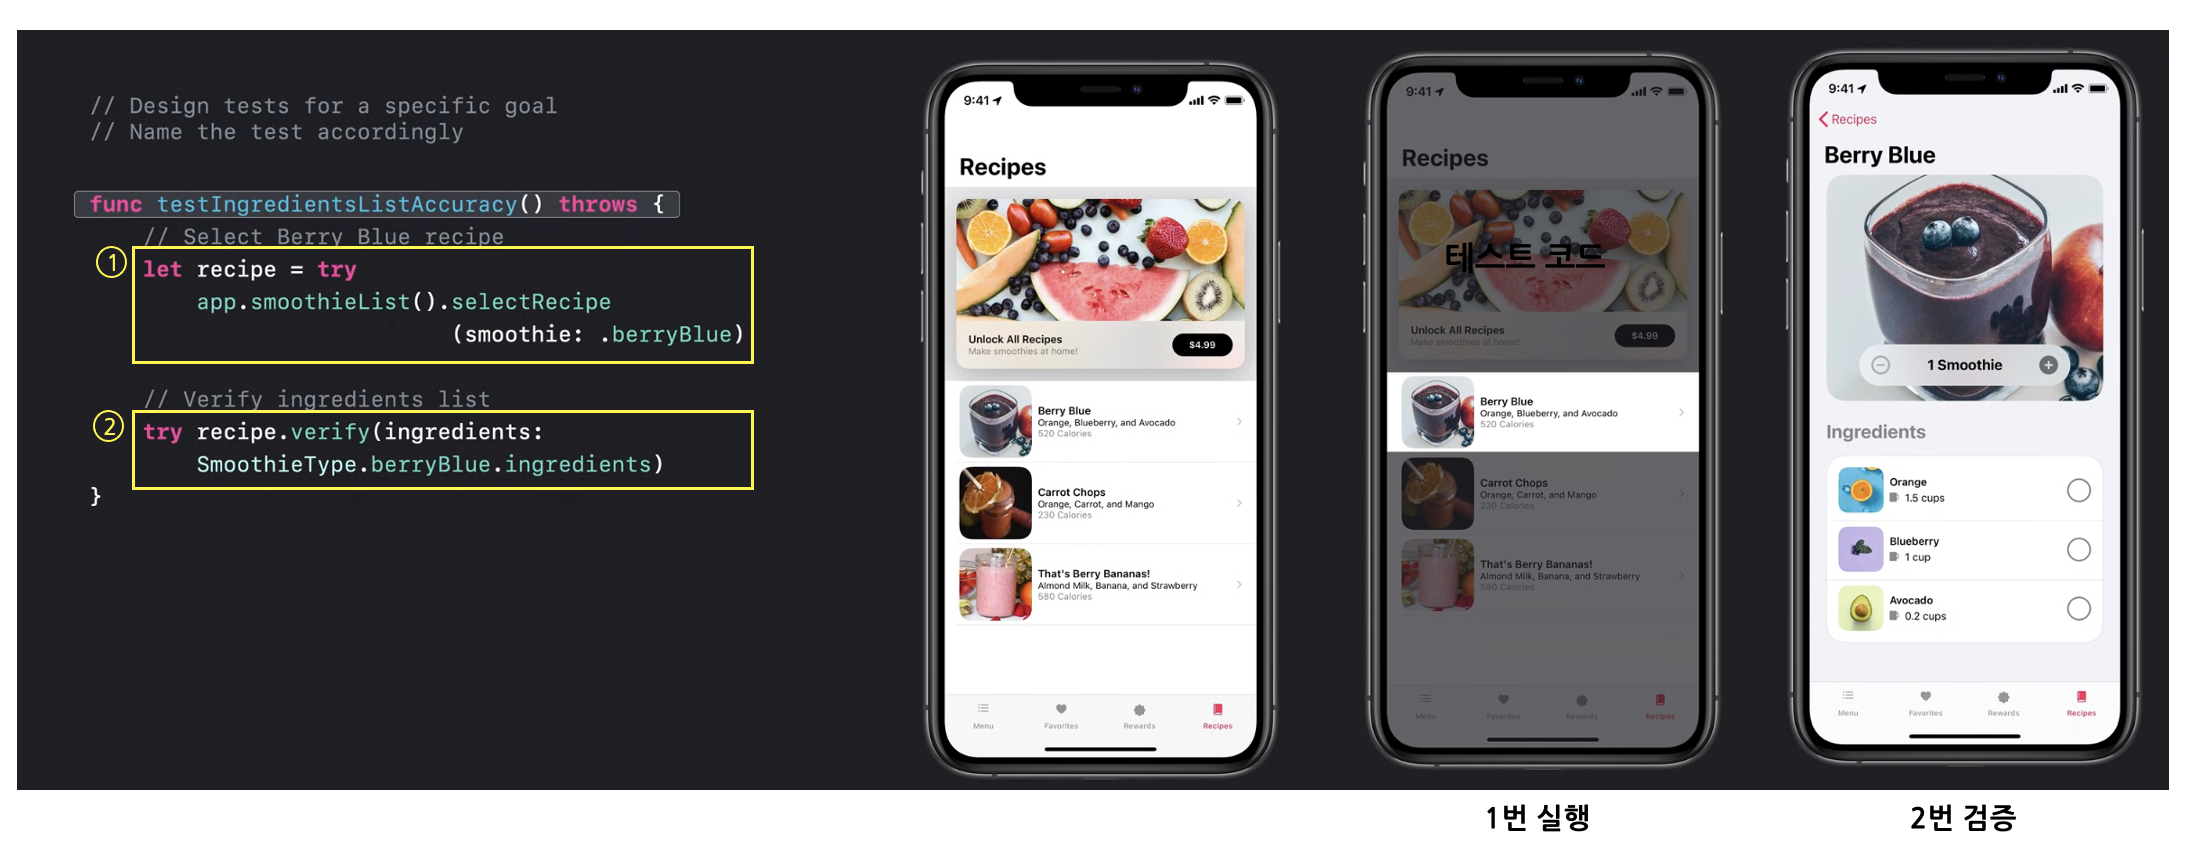 // Design tests for a specific goal
// Name the test accordingly
func testIngredientsListAccuracy() throws {
// Select Berry Blue recipe
①
let recipe = try
app.smoothieList().selectRecipe
(smoothie: .berryBlue)
// Verify ingredients list
②
try recipe.verify(ingredients:
SmoothieType.berryBlue.ingredients)
}
9:41
Recipes
Unlock All Recipes
Make smoothies at home!
$4.99
Berry Blue
Orange, Blueberry, and Avocado
520 Calories
Carrot Chops
Orange, Carrot, and Mango
230 Calories
That's Berry Bananas!
Almond Milk, Banana, and Strawberry
580 Calories
Menu
Favorites
Rewards
Recipes
9:41
Recipes
테스트 코드
Unlock All Recipes
Make smoothies at home!
$4.99
Berry Blue
Orange, Blueberry, and Avocado
520 Calories
Carrot Chops
Orange, Carrot, and Mango
230 Calories
That's Berry Bananas!
Almond Milk, Banana, and Strawberry
580 Calories
Menu
Favorites
Rewards
Recipes
1번 실행
9:41
Recipes
Berry Blue
1 Smoothie
Ingredients
Orange
1.5 cups
Blueberry
1 cup
Avocado
0.2 cups
Menu
Favorites
Rewards
Recipes
2번 검증